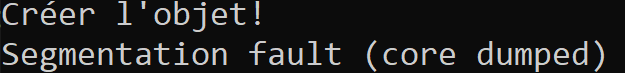 Créer l'objet!
Segmentation fault (core dumped)